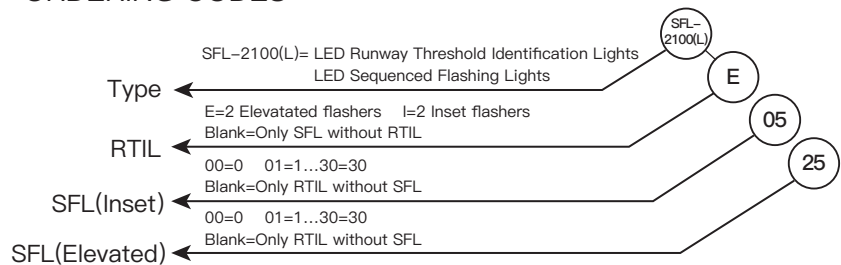 SFL-
2100(L)
SFL-2100(L)= LED Runway Threshold Identification Lights
LED Sequenced Flashing Lights
Type
E
E=2 Elevatated flashers I=2 Inset flashers
Blank=Only SFL without RTIL
RTIL
05
00=0 01=1...30=30
Blank=Only RTIL without SFL
SFL(Inset)
25
00=0 01=1...30=30
Blank=Only RTIL without SFL
SFL(Elevated)